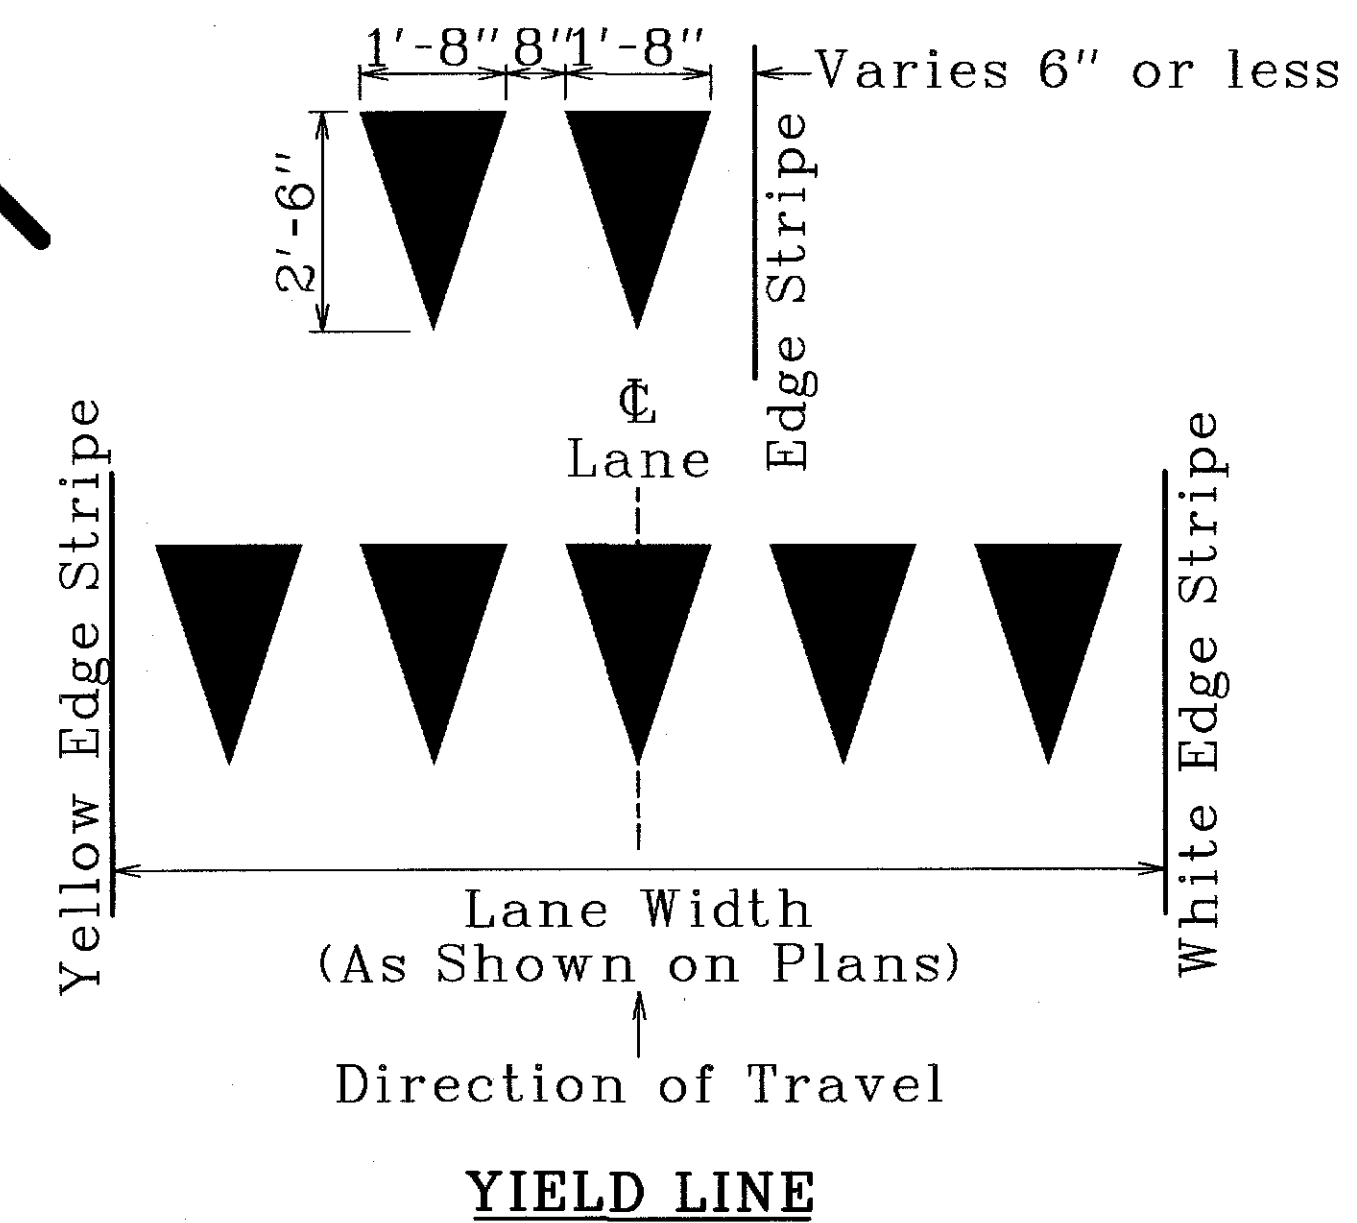 1'-8" 8" 1'-8"
Varies 6" or less
2'-6"
Edge Stripe
℄
Lane
Yellow Edge Stripe
White Edge Stripe
Lane Width
(As Shown on Plans)
Direction of Travel
YIELD LINE